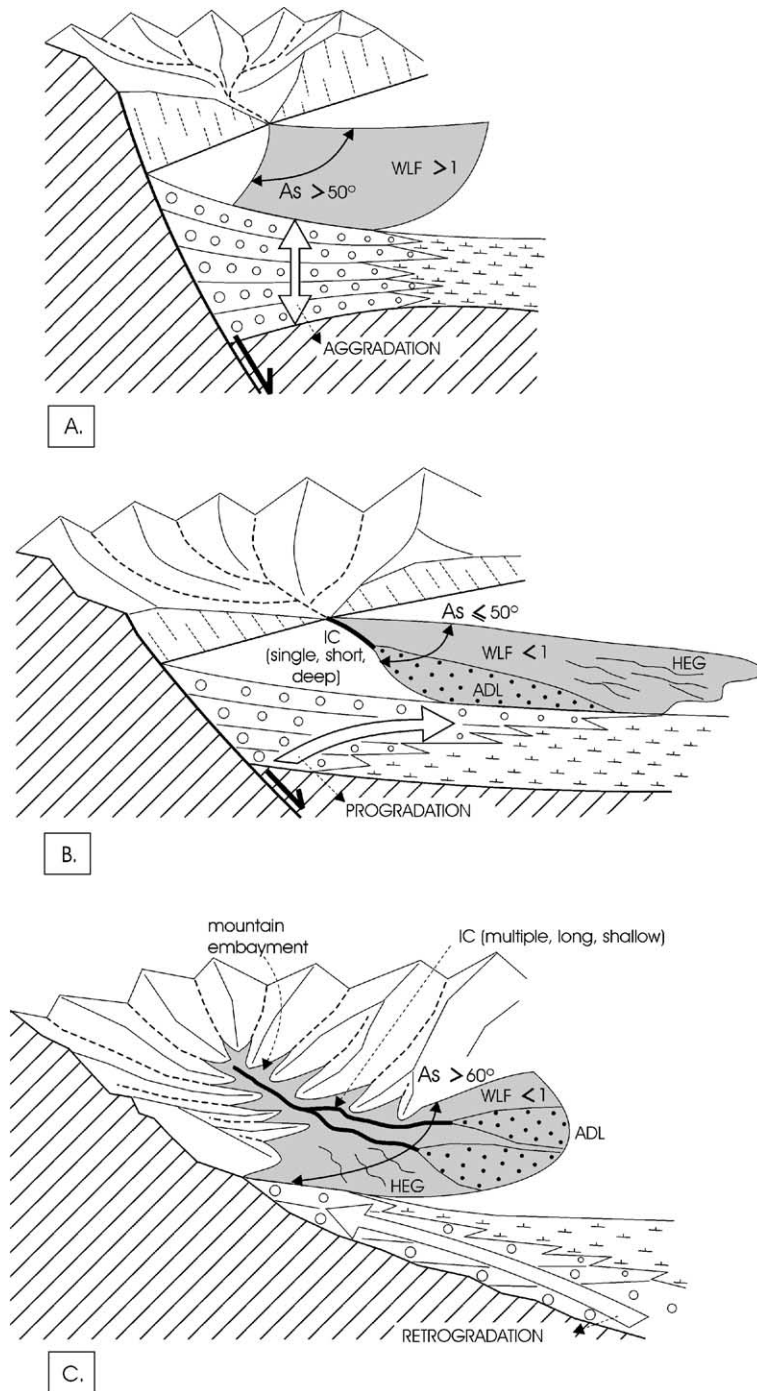 As > 50°
WLF > 1
AGGRADATION
A.
As ⩽ 50°
IC
(single, short,
deep)
WLF < 1
HEG
ADL
PROGRADATION
B.
mountain
embayment
IC (multiple, long, shallow)
As > 60°
WLF < 1
ADL
HEG
RETROGRADATION
C.